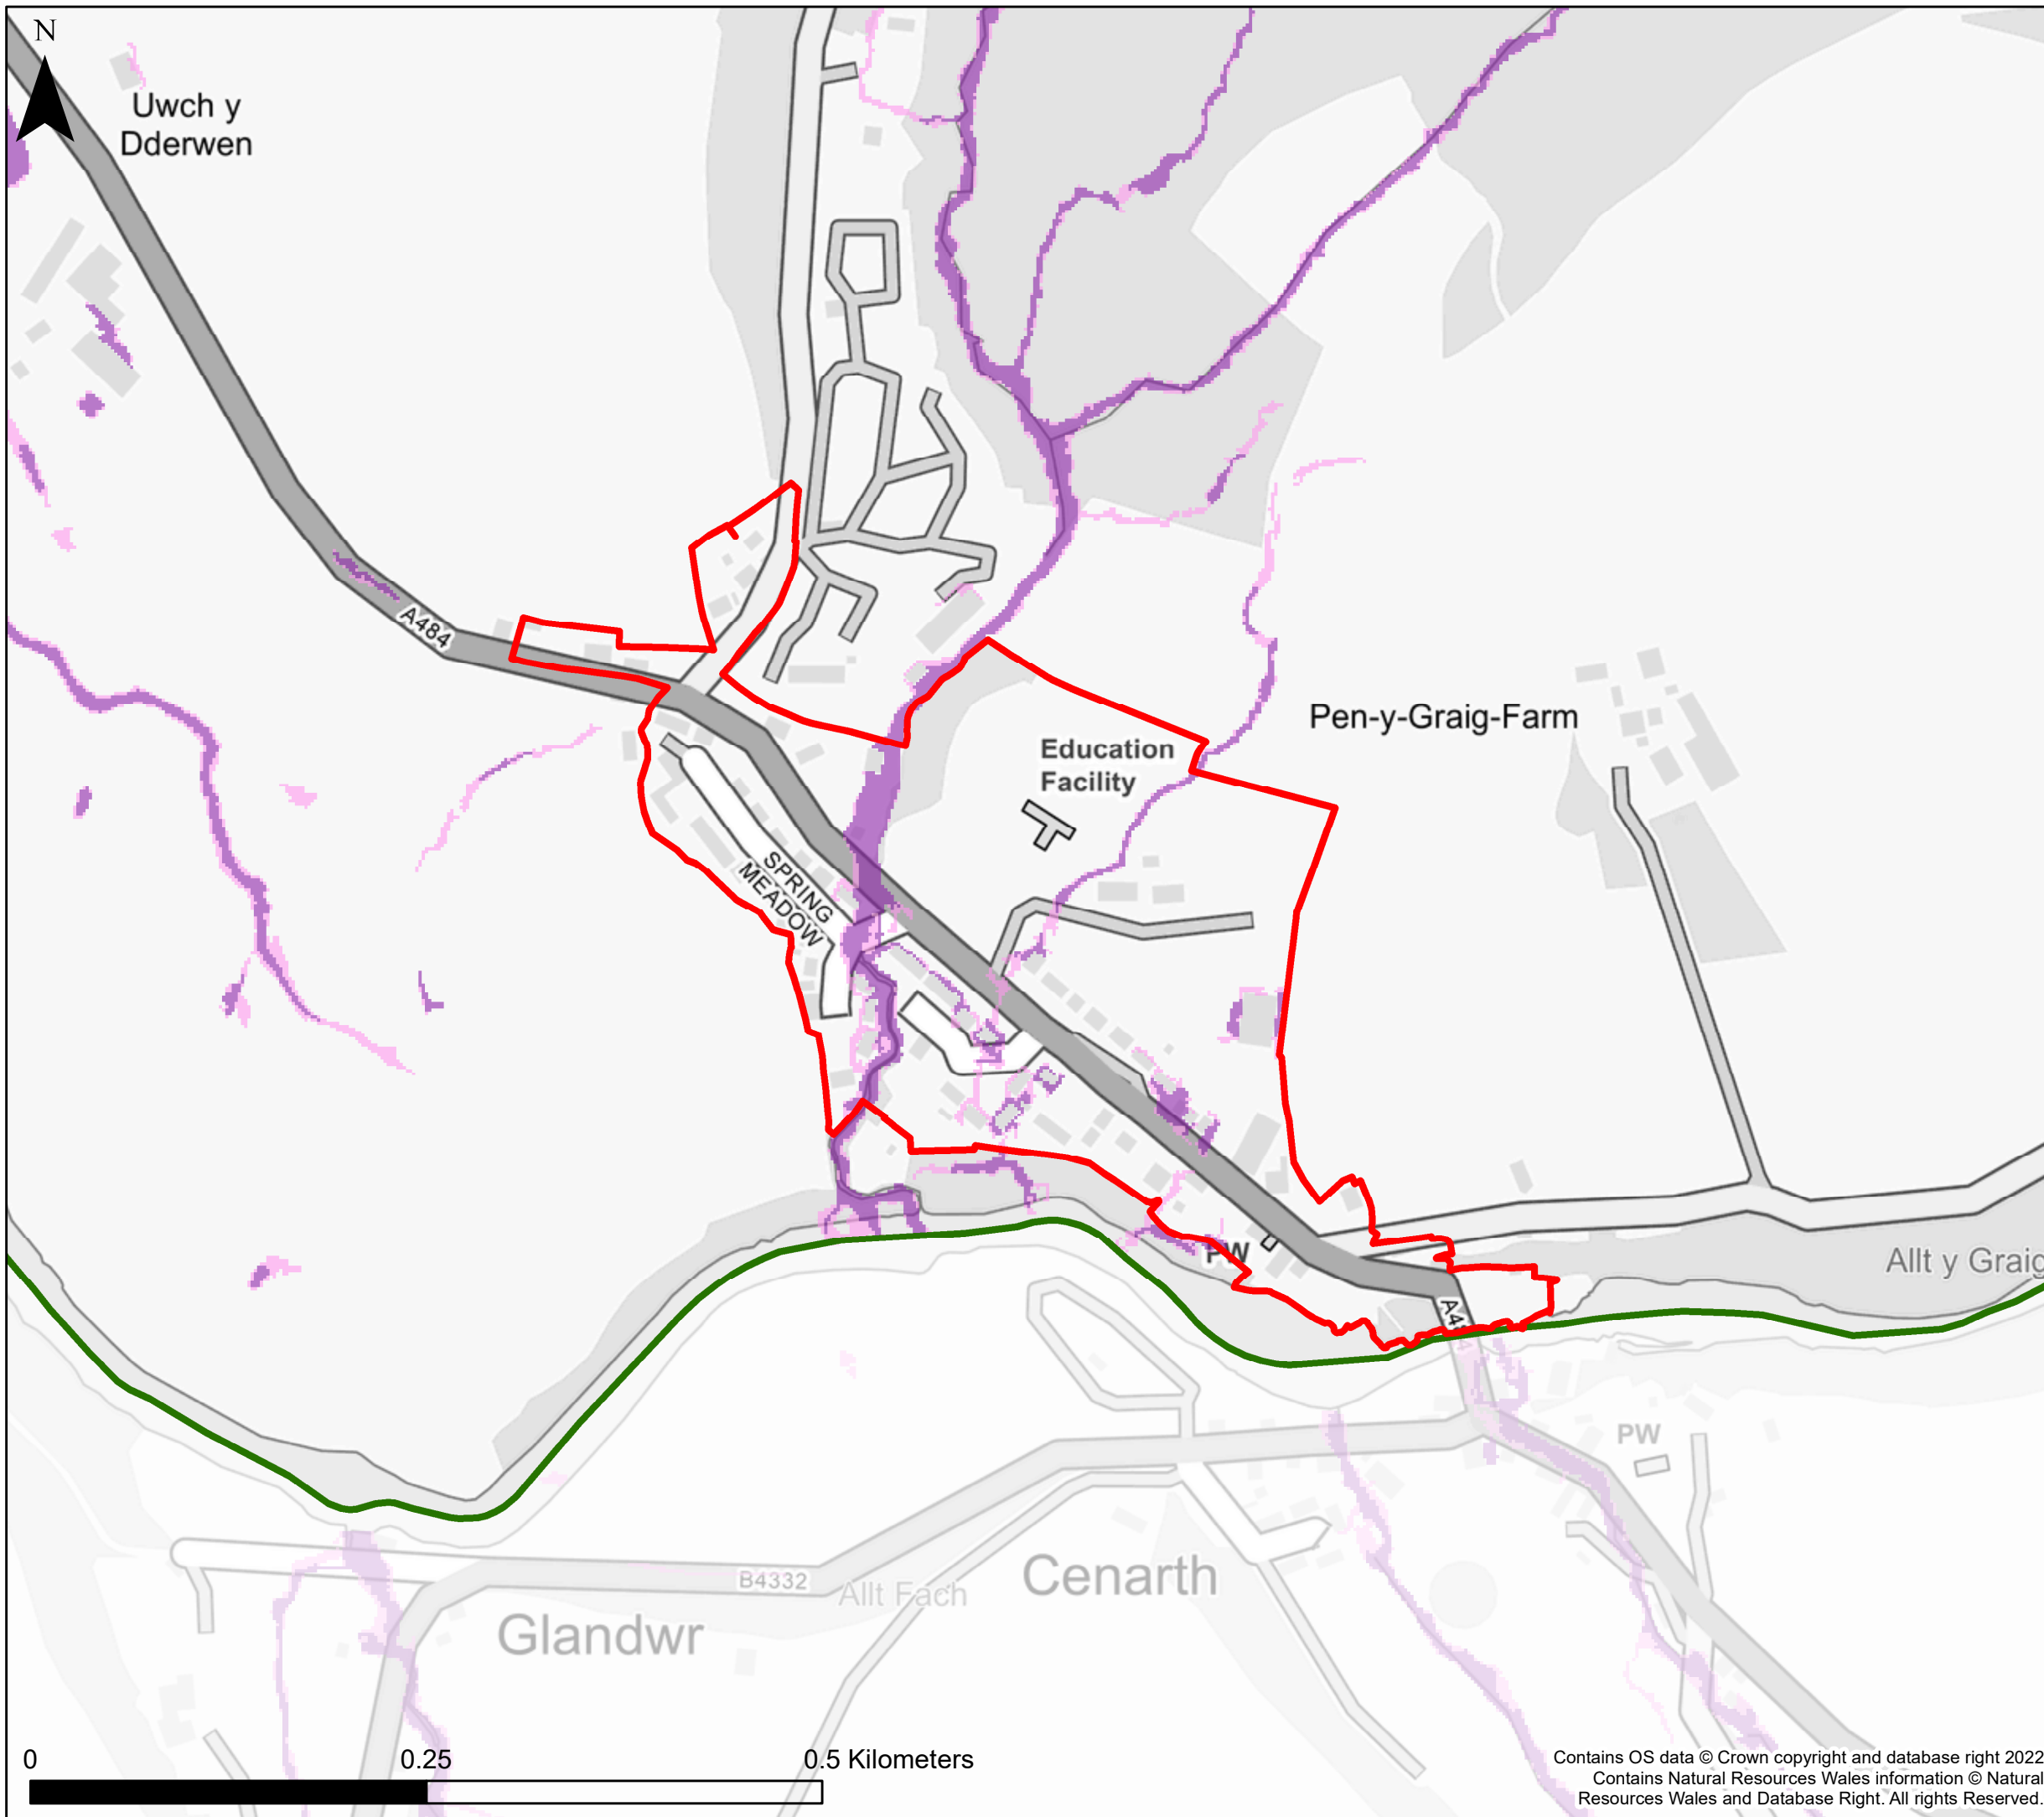 N
Uwch y
Dderwen
A484
Pen-y-Graig-Farm
Education
Facility
SPRING
MEADOW
PW
Allt y Graig
A48
PW
Cenarth
B4332
Allt Fach
Glandwr
0
0.25
0.5 Kilometers
Contains OS data © Crown copyright and database right 2022
Contains Natural Resources Wales information © Natural
Resources Wales and Database Right. All rights Reserved.